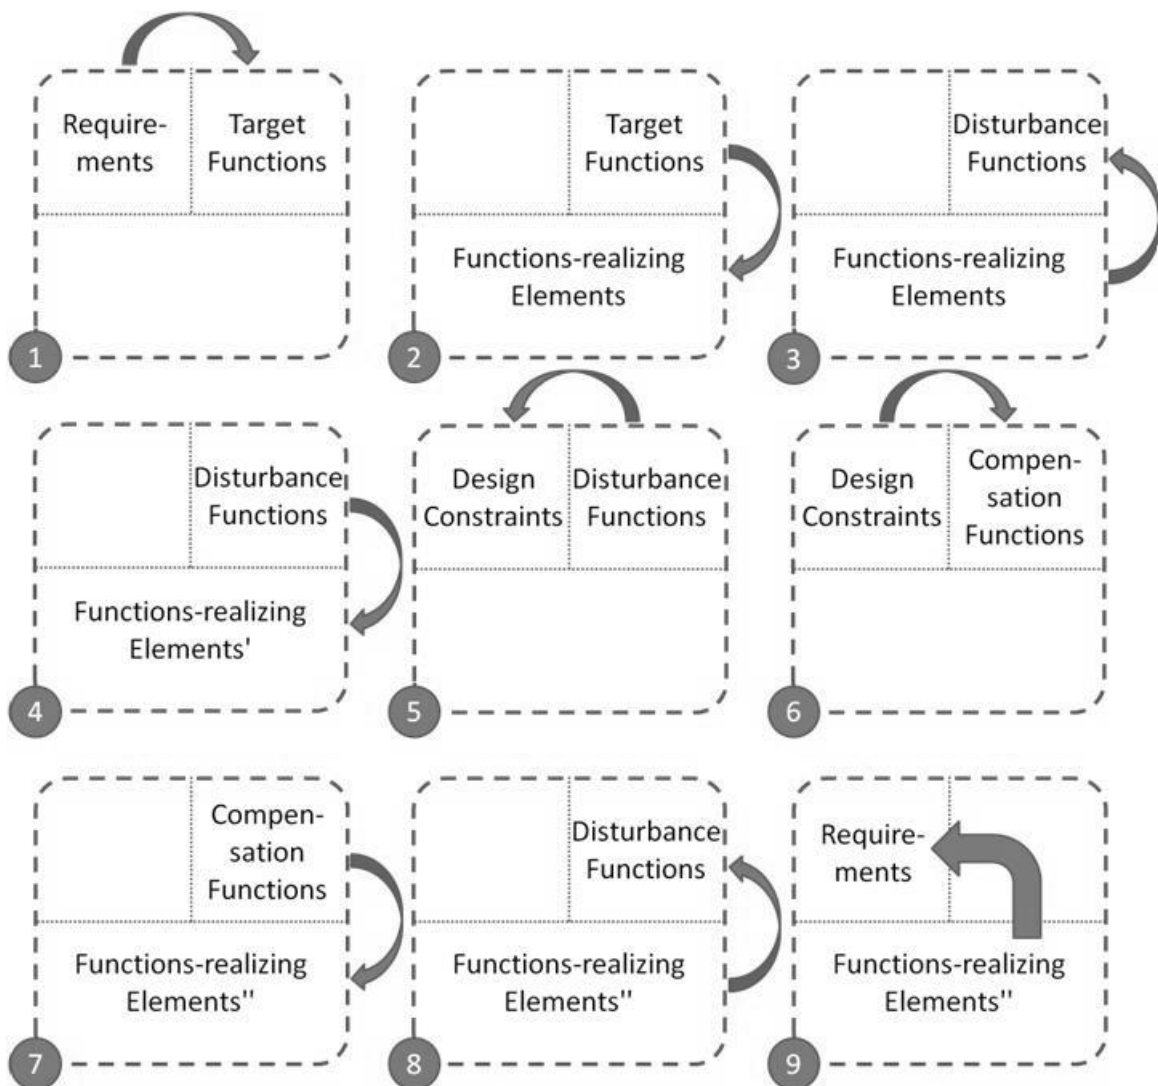 Require-
ments
Target
Functions
1
Target
Functions
Functions-realizing
Elements
2
Disturbance
Functions
Functions-realizing
Elements
3
Disturbance
Functions
Functions-realizing
Elements'
4
Design
Constraints
Disturbance
Functions
5
Design
Constraints
Compen-
sation
Functions
6
Compen-
sation
Functions
Functions-realizing
Elements"
7
Disturbance
Functions
Functions-realizing
Elements"
8
Require-
ments
Functions-realizing
Elements"
9